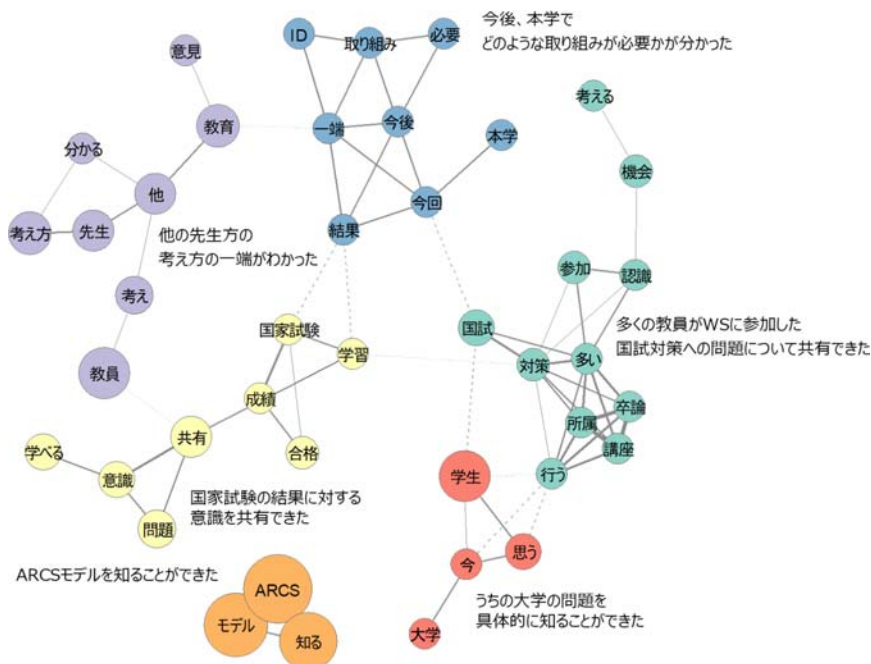 ID
取り組み
必要
今後、本学で
どのような取り組みが必要かが分かった
意見
教育
一端
今後
本学
考える
機会
分かる
他
考え方
先生
今回
結果
他の先生方の
考え方の一端がわかった
考え
教員
参加
認識
国試
対策
多い
多くの教員がWSに参加した
国試対策への問題について共有できた
国家試験
学習
成績
合格
所属
卒論
講座
行う
共有
学べる
意識
問題
国家試験の結果に対する
意識を共有できた
学生
今
思う
大学
うちの大学の問題を
具体的に知ることができた
ARCSモデルを知ることができた
ARCS
モデル
知る